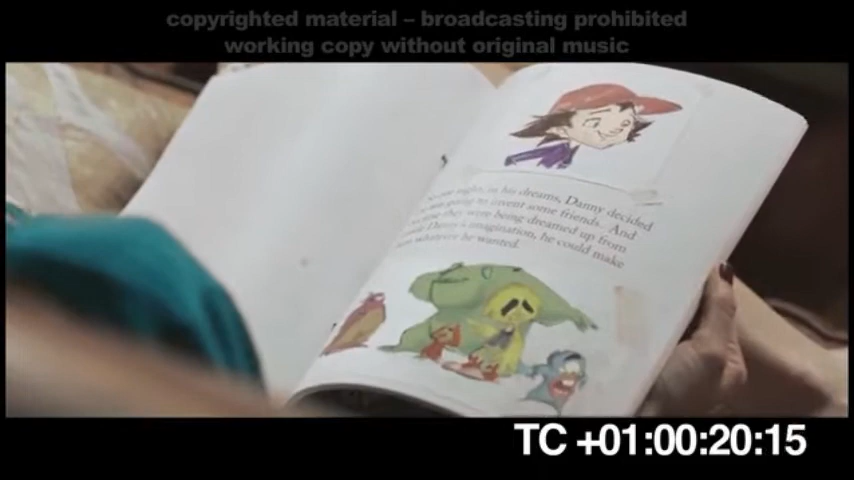 copyrighted material – broadcasting prohibited
working copy without original music
nights, in his dreams, Danny decided
was going to invent some friends. And
they were being dreamed up from
Danny's imagination, he could make
whatever he wanted.
TC +01:00:20:15